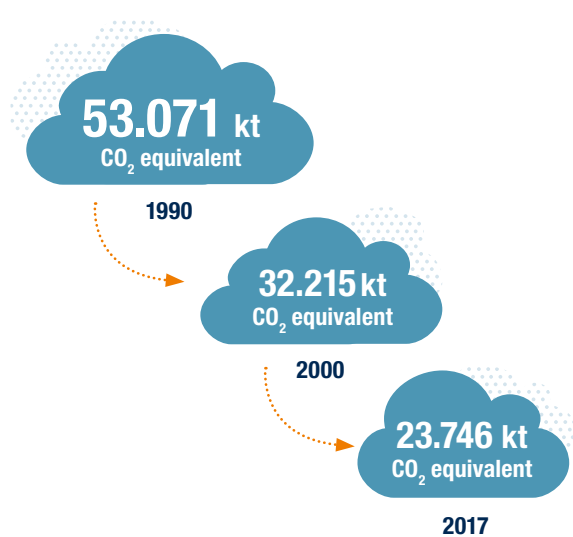 53.071 kt
CO₂ equivalent
1990
32.215 kt
CO₂ equivalent
2000
23.746 kt
CO₂ equivalent
2017